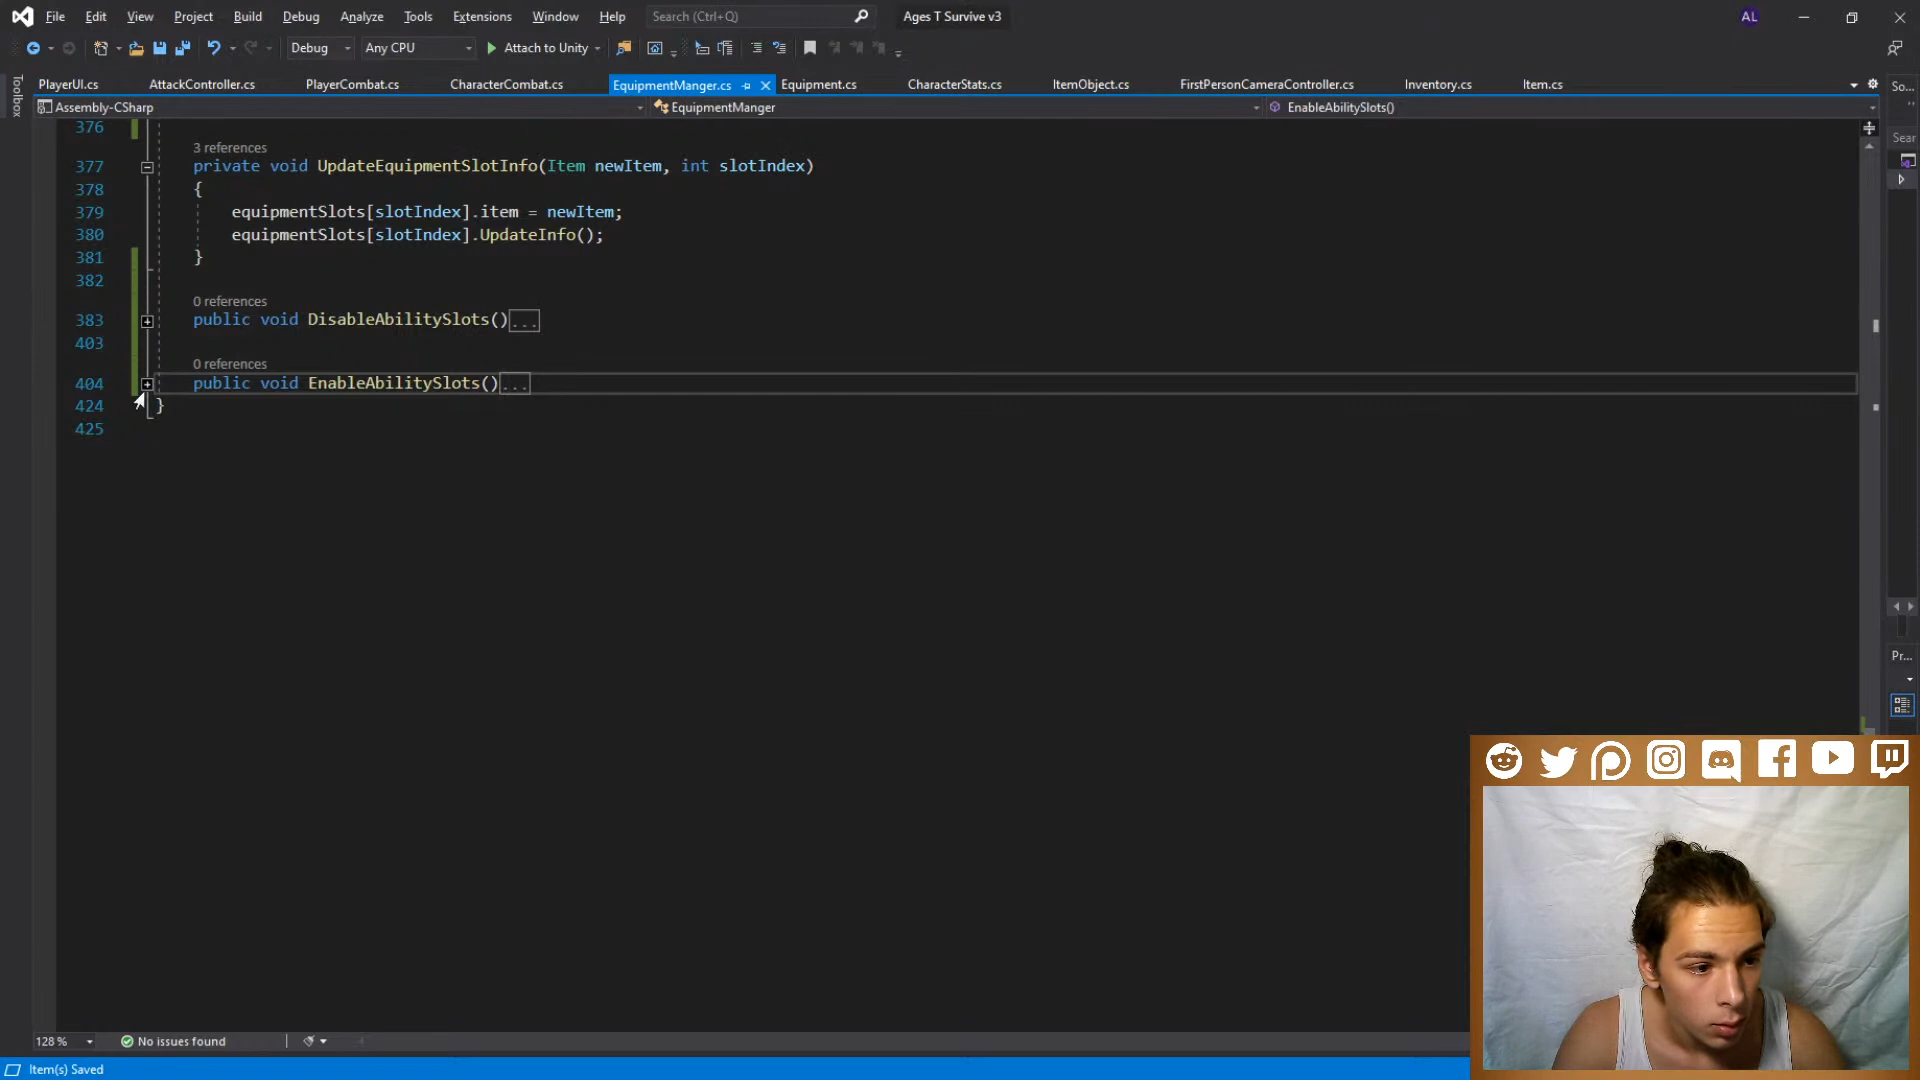 File Edit View Project Build Debug Analyze Tools Extensions Window Help Search (Ctrl+Q) Ages T Survive v3 AL
Debug Any CPU Attach to Unity
Toolbox
PlayerUI.cs AttackController.cs PlayerCombat.cs CharacterCombat.cs EquipmentManger.cs Equipment.cs CharacterStats.cs ItemObject.cs FirstPersonCameraController.cs Inventory.cs Item.cs So...
Assembly-CSharp EquipmentManger EnableAbilitySlots()
Sear
376
3 references
377 private void UpdateEquipmentSlotInfo(Item newItem, int slotIndex)
378 {
379 equipmentSlots[slotIndex].item = newItem;
380 equipmentSlots[slotIndex].UpdateInfo();
381 }
382
0 references
383 public void DisableAbilitySlots()...
403
0 references
404 public void EnableAbilitySlots()...
424 }
425
Pr...
128 % No issues found
Item(s) Saved